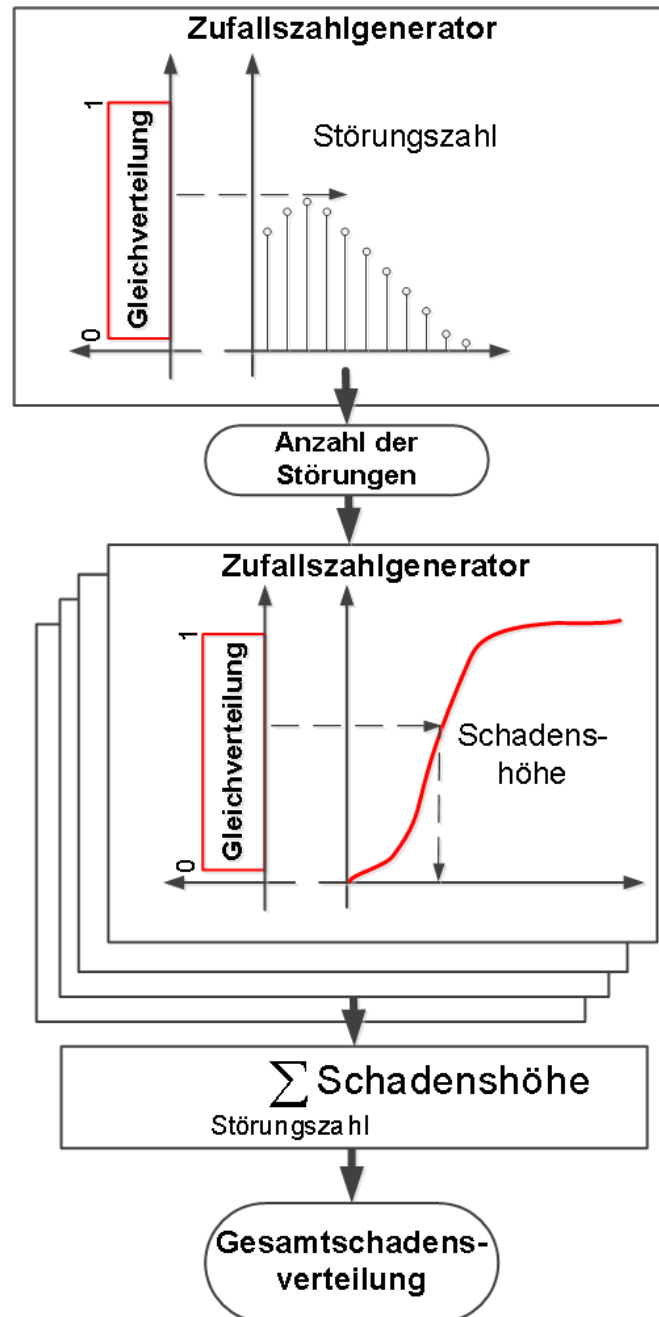 Zufallszahlgenerator
1
Gleichverteilung
0
Störungszahl
Anzahl der
Störungen
Zufallszahlgenerator
1
Gleichverteilung
0
Schadens-
höhe
∑ Schadenshöhe
Störungszahl
Gesamtschadens-
verteilung